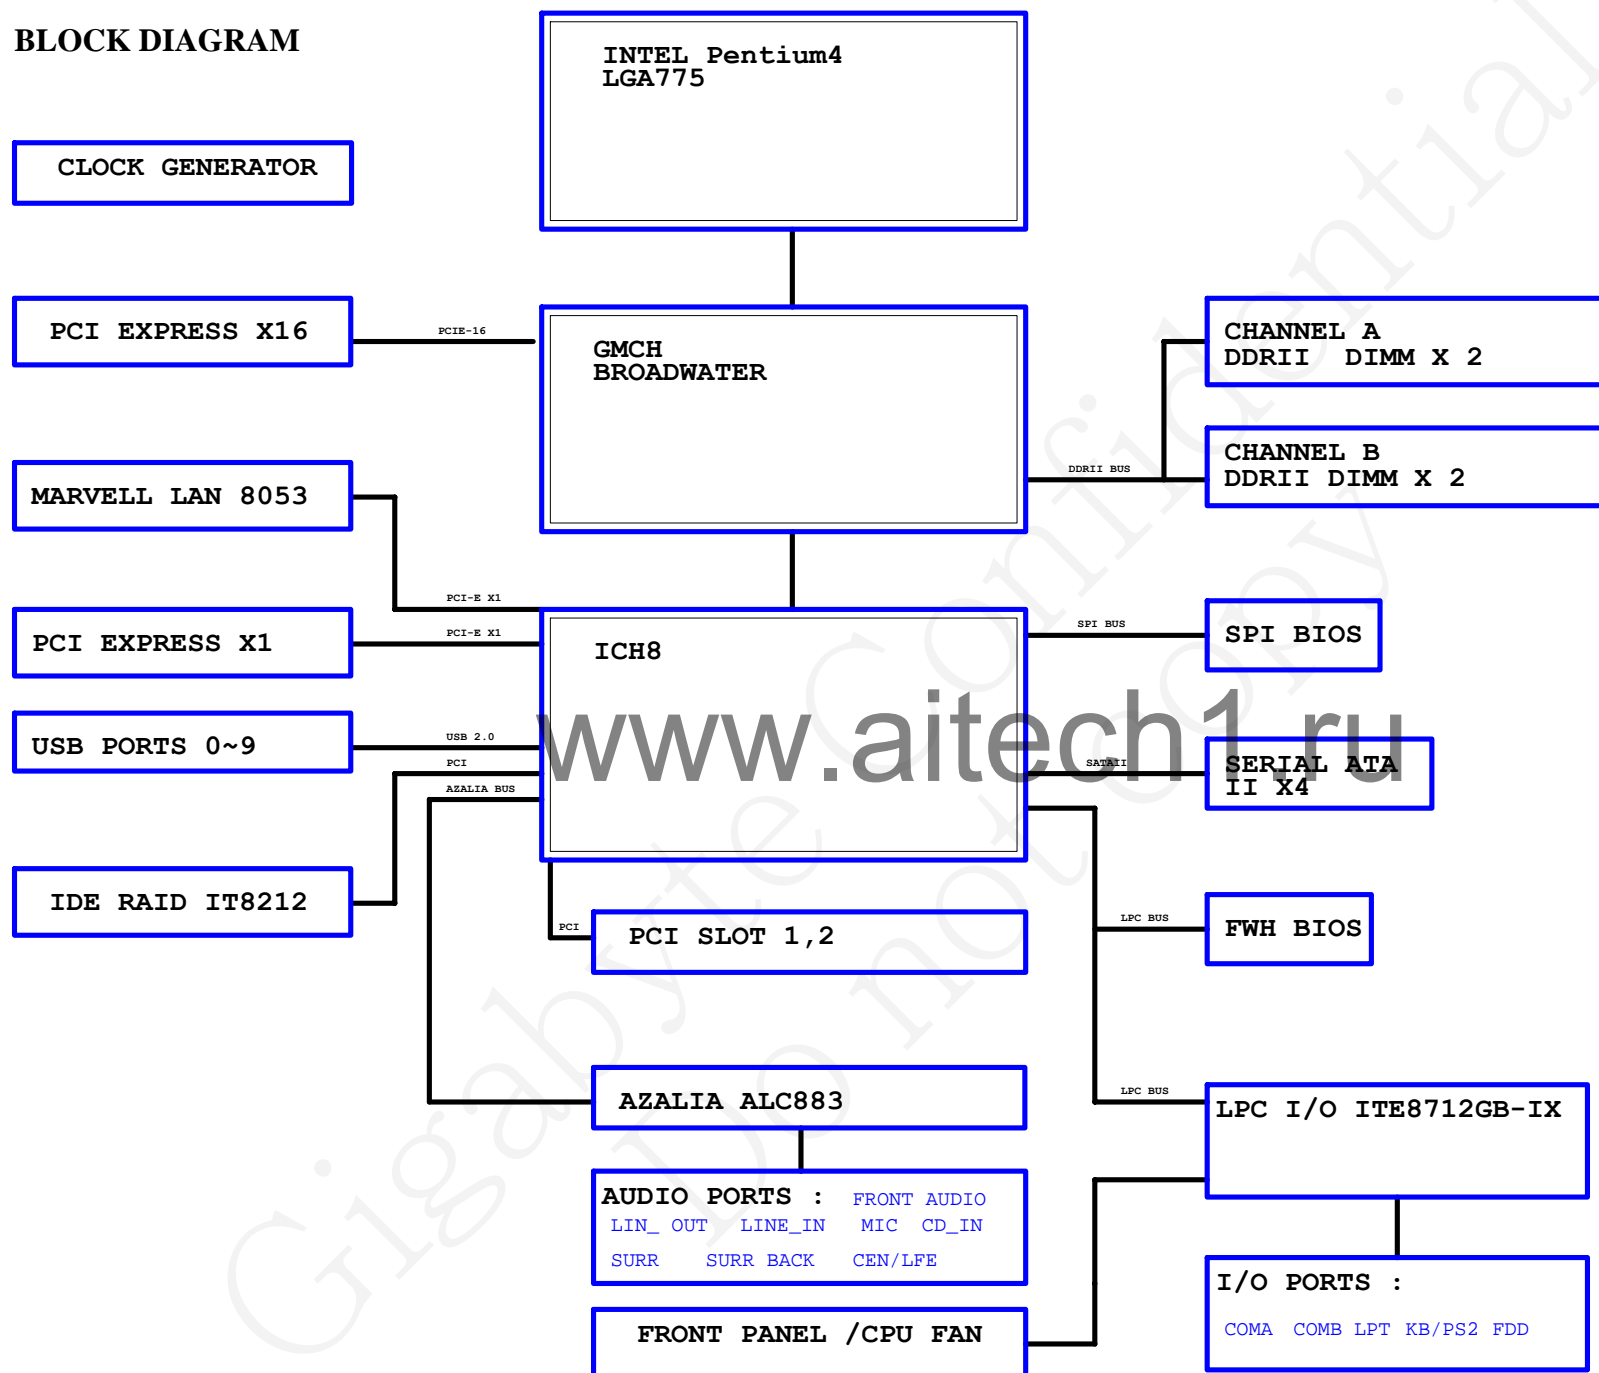 BLOCK DIAGRAM
INTEL Pentium4
LGA775
CLOCK GENERATOR
PCI EXPRESS X16
PCIE-16
GMCH
BROADWATER
CHANNEL A
DDRII DIMM X 2
CHANNEL B
DDRII DIMM X 2
DDRII BUS
MARVELL LAN 8053
PCI-E X1
PCI EXPRESS X1
PCI-E X1
ICH8
SPI BUS
SPI BIOS
USB PORTS 0~9
USB 2.0
PCI
AZALIA BUS
www.aitech1.ru
SATAII
SERIAL ATA
II X4
IDE RAID IT8212
PCI
PCI SLOT 1,2
LPC BUS
FWH BIOS
AZALIA ALC883
LPC BUS
LPC I/O ITE8712GB-IX
AUDIO PORTS : FRONT AUDIO
LIN_ OUT LINE_IN MIC CD_IN
SURR SURR BACK CEN/LFE
I/O PORTS :
COMA COMB LPT KB/PS2 FDD
FRONT PANEL /CPU FAN
Gigabyte Confidential
Do not copy